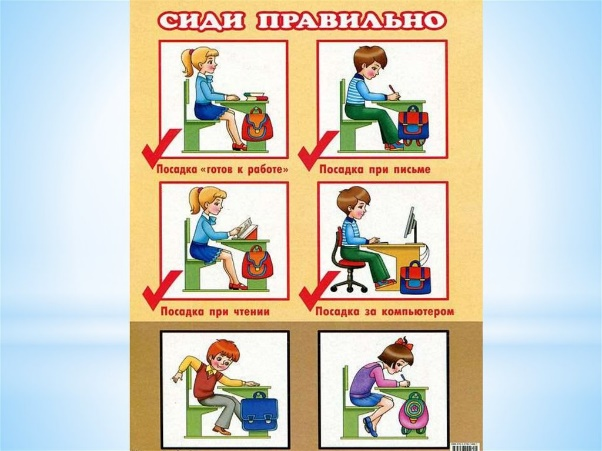 СИДИ ПРАВИЛЬНО
Посадка «готов к работе»
Посадка при письме
Посадка при чтении
Посадка за компьютером